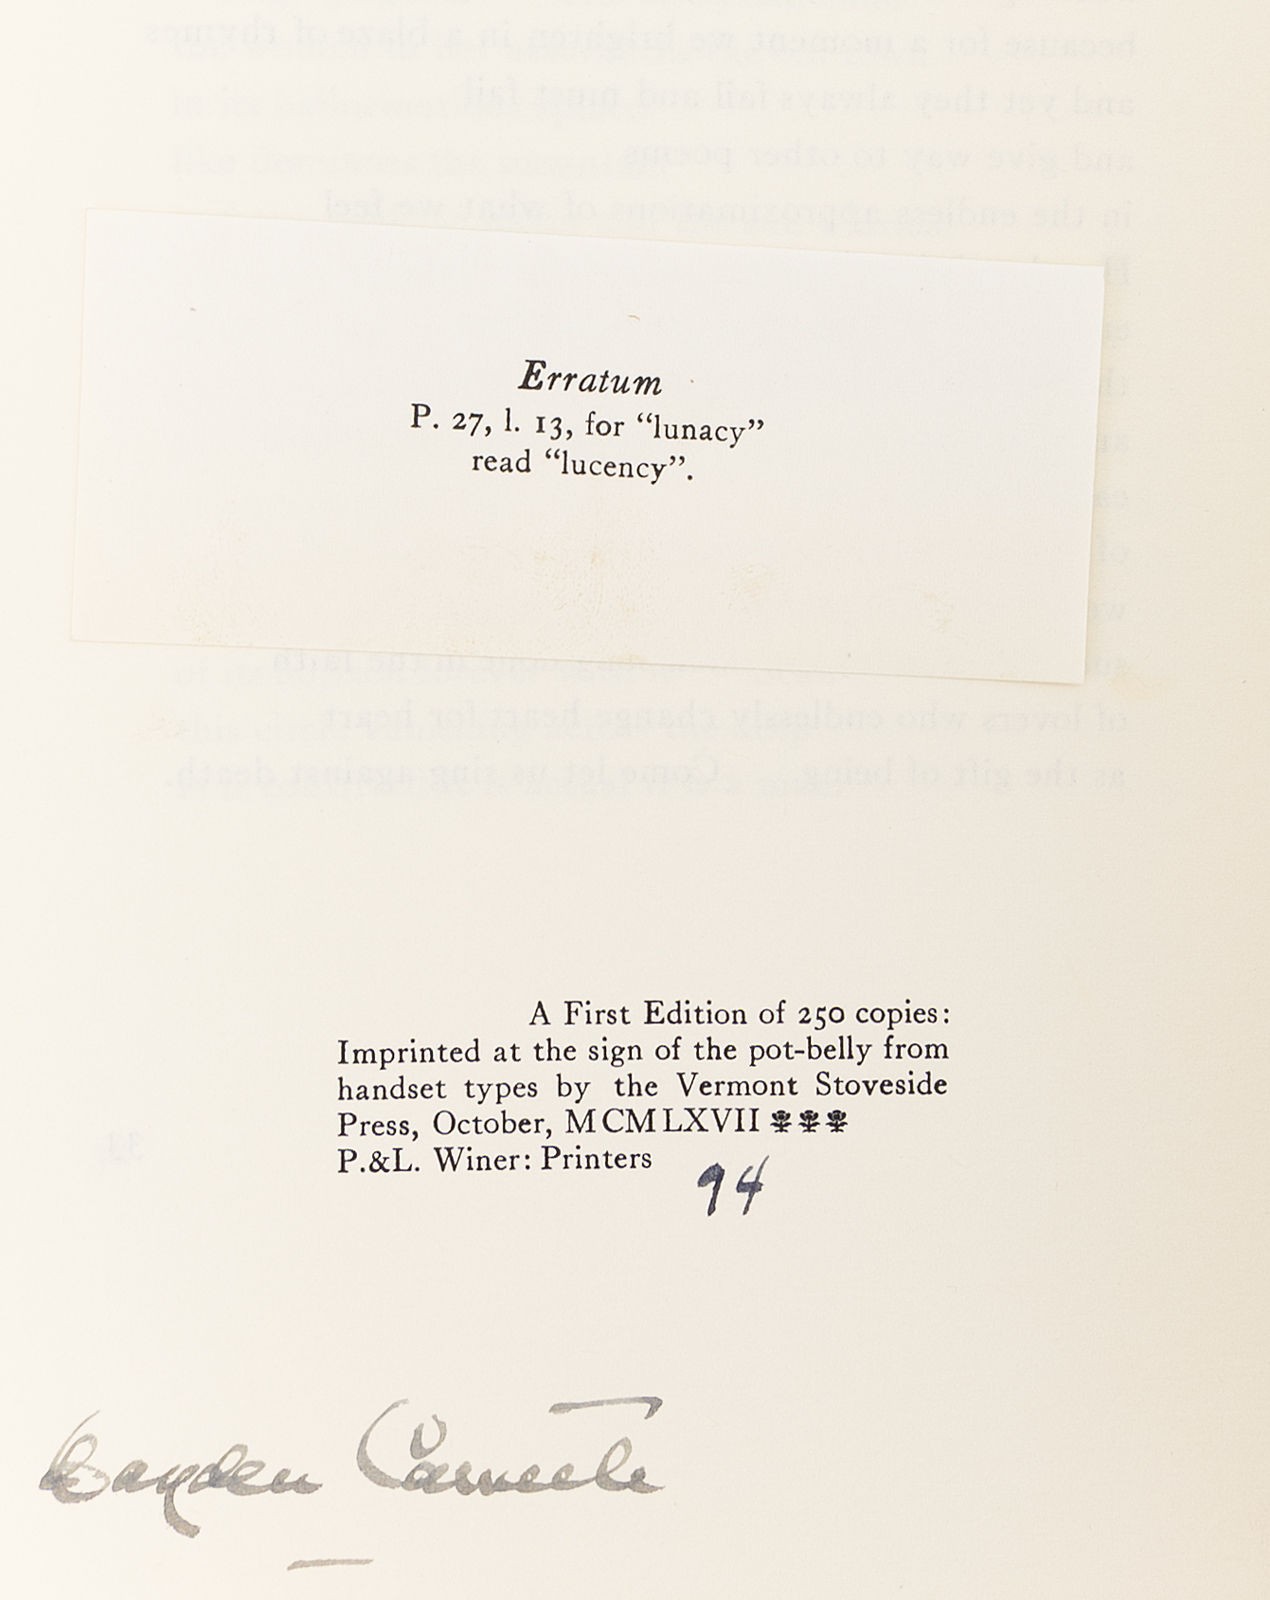 Erratum
P. 27, l. 13, for “lunacy”
read “lucency”.
A First Edition of 250 copies:
Imprinted at the sign of the pot-belly from
handset types by the Vermont Stoveside
Press, October, MCMLXVII
P.&L. Winer: Printers
94
Hayden Carruth
because for a moment we brighten in a blaze of rhymes
and yet they always fail and must fail
and give way to other poems
in the endless approximations of what we feel
of lovers who endlessly change heart for heart
as the gift of being. Come let us sing against death.